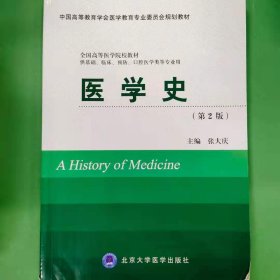 中国高等教育学会医学教育专业委员会规划教材
全国高等医学院校教材
供基础、临床、预防、口腔医学类等专业用
医学史
（第2版）
主编 张大庆
A History of Medicine
北京大学医学出版社